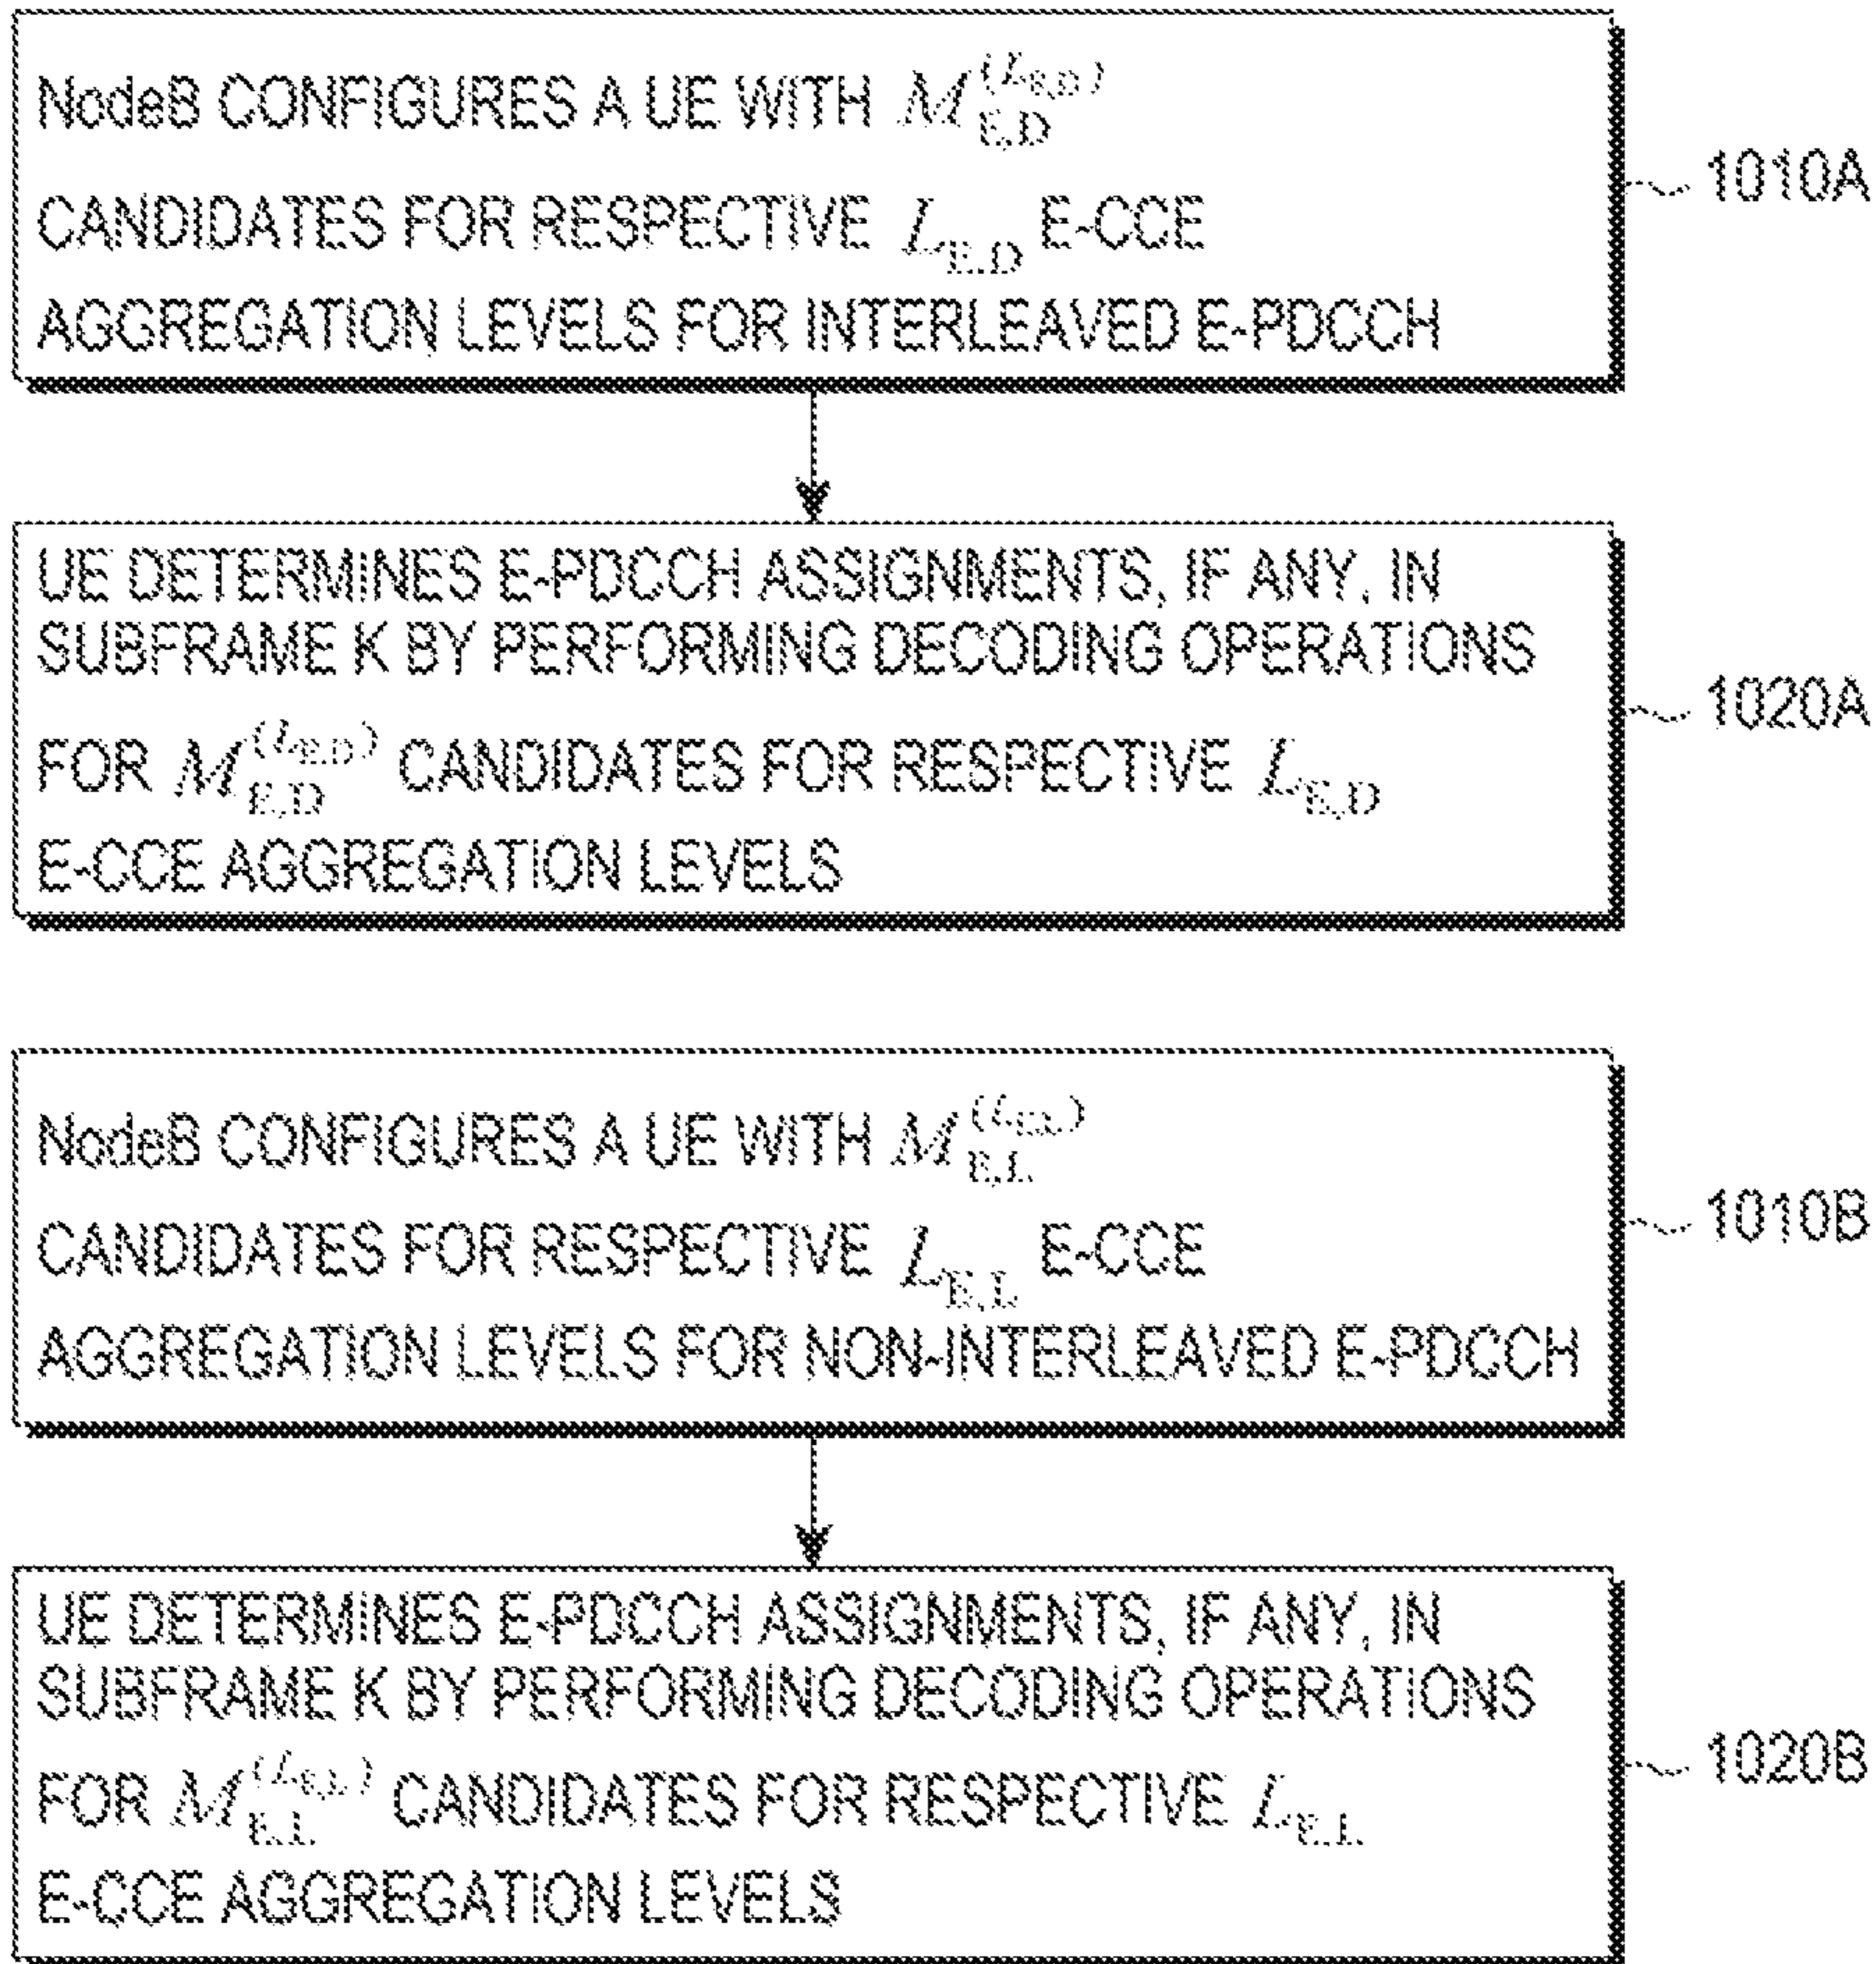 NodeB CONFIGURES A UE WITH M_{E,D}^{(L_{E,D})}
CANDIDATES FOR RESPECTIVE L_{E,D} E-CCE
AGGREGATION LEVELS FOR INTERLEAVED E-PDCCH
1010A
UE DETERMINES E-PDCCH ASSIGNMENTS, IF ANY, IN
SUBFRAME K BY PERFORMING DECODING OPERATIONS
FOR M_{E,D}^{(L_{E,D})} CANDIDATES FOR RESPECTIVE L_{E,D}
E-CCE AGGREGATION LEVELS
1020A
NodeB CONFIGURES A UE WITH M_{E,L}^{(L_{E,L})}
CANDIDATES FOR RESPECTIVE L_{E,L} E-CCE
AGGREGATION LEVELS FOR NON-INTERLEAVED E-PDCCH
1010B
UE DETERMINES E-PDCCH ASSIGNMENTS, IF ANY, IN
SUBFRAME K BY PERFORMING DECODING OPERATIONS
FOR M_{E,L}^{(L_{E,L})} CANDIDATES FOR RESPECTIVE L_{E,L}
E-CCE AGGREGATION LEVELS
1020B